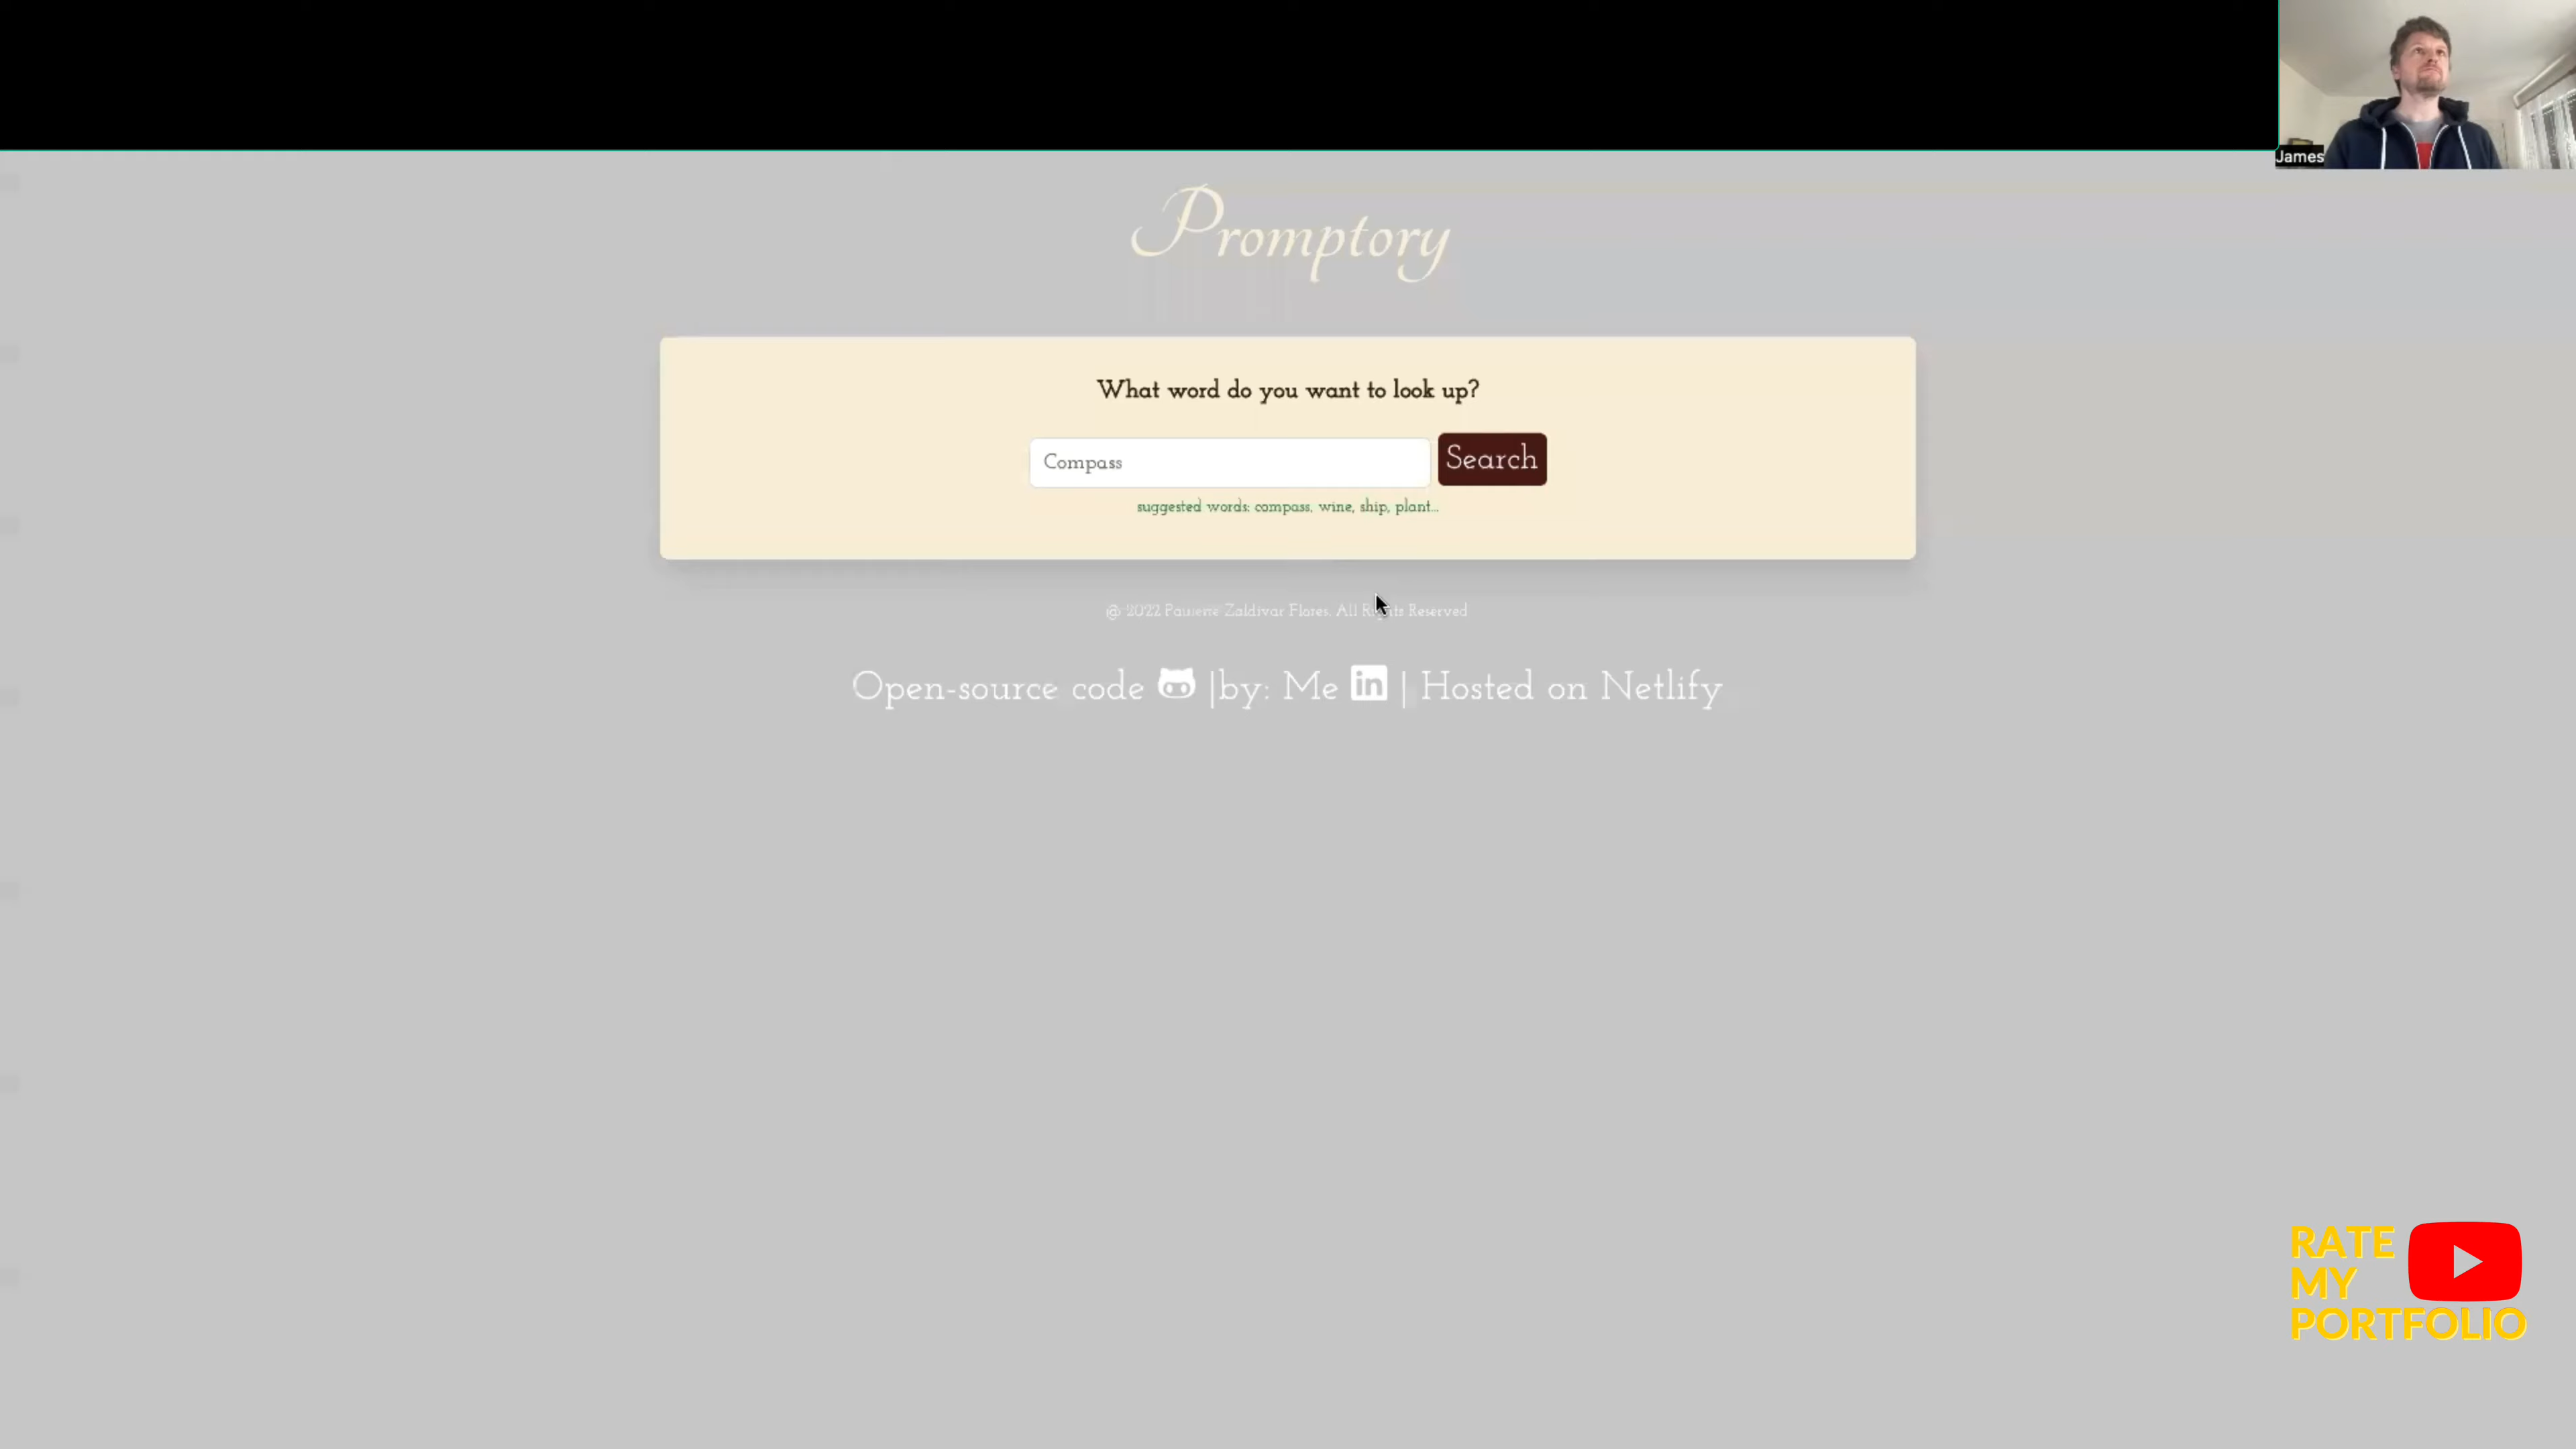 James
Promptory
What word do you want to look up?
Compass
Search
suggested words: compass, wine, ship, plant...
@ 2022 Zaldivar Flores. All Rights Reserved
Open-source code |by: Me in | Hosted on Netlify
RATE
MY
PORTFOLIO